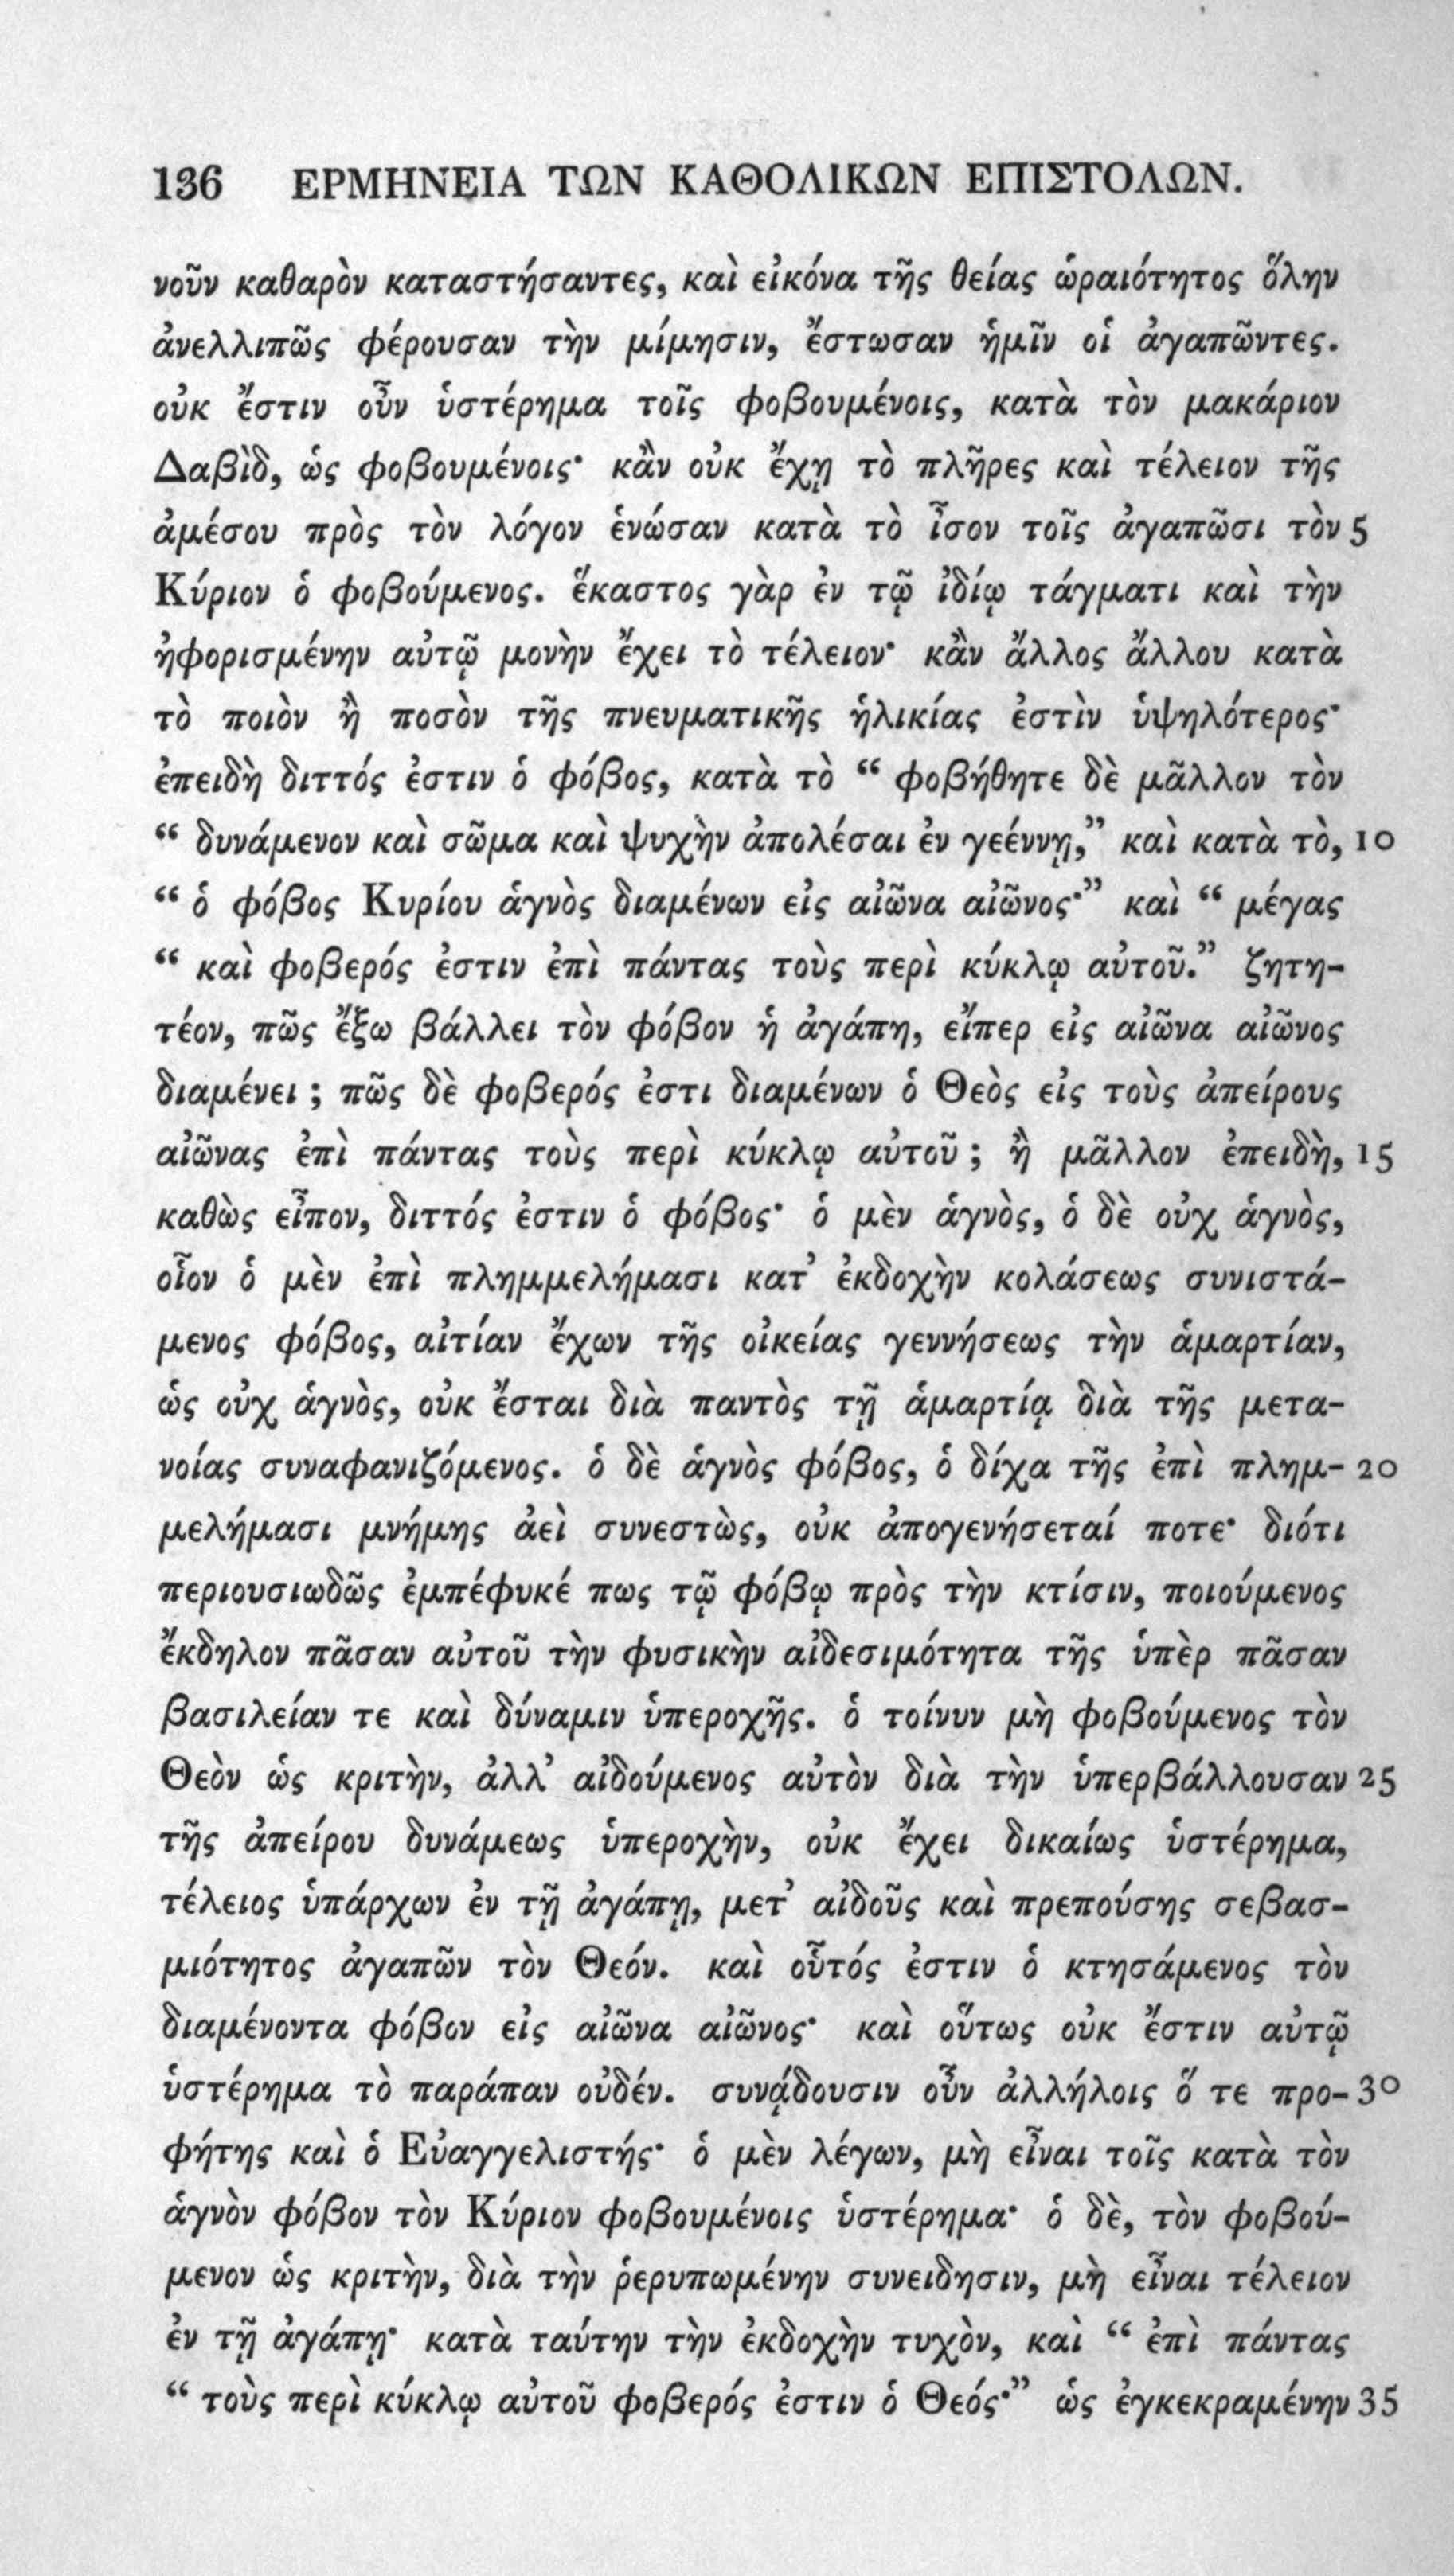 136 ΕΡΜΗΝΕΙΑ ΤΩΝ ΚΑΘΟΛΙΚΩΝ ΕΠΙΣΤΟΛΩΝ.
νοῦν καθαρὸν καταστήσαντες, καὶ εἰκόνα τῆς θείας ὡραιότητος ὅλην
ἀνελλιπῶς φέρουσαν τὴν μίμησιν, ἔστωσαν ἡμῖν οἱ ἀγαπῶντες.
οὐκ ἔστιν οὖν ὑστέρημα τοῖς φοβουμένοις, κατὰ τὸν μακάριον
Δαβὶδ, ὡς φοβουμένοις· κἂν οὐκ ἔχῃ τὸ πλῆρες καὶ τέλειον τῆς
ἀμέσου πρὸς τὸν λόγον ἑνώσαν κατὰ τὸ ἶσον τοῖς ἀγαπῶσι τὸν 5
Κύριον ὁ φοβούμενος. ἕκαστος γὰρ ἐν τῷ ἰδίῳ τάγματι καὶ τὴν
ἠφορισμένην αὐτῷ μονὴν ἔχει τὸ τέλειον· κἂν ἄλλος ἄλλου κατὰ
τὸ ποιὸν ἢ ποσὸν τῆς πνευματικῆς ἡλικίας ἐστὶν ὑψηλότερος·
ἐπειδὴ διττός ἐστιν ὁ φόβος, κατὰ τὸ “ φοβήθητε δὲ μᾶλλον τὸν
“ δυνάμενον καὶ σῶμα καὶ ψυχὴν ἀπολέσαι ἐν γεέννῃ,” καὶ κατὰ τὸ, 10
“ ὁ φόβος Κυρίου ἁγνὸς διαμένων εἰς αἰῶνα αἰῶνος·” καὶ “ μέγας
“ καὶ φοβερός ἐστιν ἐπὶ πάντας τοὺς περὶ κύκλῳ αὐτοῦ.” ζητη-
τέον, πῶς ἔξω βάλλει τὸν φόβον ἡ ἀγάπη, εἴπερ εἰς αἰῶνα αἰῶνος
διαμένει ; πῶς δὲ φοβερός ἐστι διαμένων ὁ Θεὸς εἰς τοὺς ἀπείρους
αἰῶνας ἐπὶ πάντας τοὺς περὶ κύκλῳ αὐτοῦ ; ἢ μᾶλλον ἐπειδὴ, 15
καθὼς εἶπον, διττός ἐστιν ὁ φόβος· ὁ μὲν ἁγνὸς, ὁ δὲ οὐχ ἁγνὸς,
οἷον ὁ μὲν ἐπὶ πλημμελήμασι κατ’ ἐκδοχὴν κολάσεως συνιστά-
μενος φόβος, αἰτίαν ἔχων τῆς οἰκείας γεννήσεως τὴν ἁμαρτίαν,
ὡς οὐχ ἁγνὸς, οὐκ ἔσται διὰ παντὸς τῇ ἁμαρτίᾳ διὰ τῆς μετα-
νοίας συναφανιζόμενος. ὁ δὲ ἁγνὸς φόβος, ὁ δίχα τῆς ἐπὶ πλημ- 20
μελήμασι μνήμης ἀεὶ συνεστὼς, οὐκ ἀπογενήσεταί ποτε· διότι
περιουσιωδῶς ἐμπέφυκέ πως τῷ φόβῳ πρὸς τὴν κτίσιν, ποιούμενος
ἔκδηλον πᾶσαν αὐτοῦ τὴν φυσικὴν αἰδεσιμότητα τῆς ὑπὲρ πᾶσαν
βασιλείαν τε καὶ δύναμιν ὑπεροχῆς. ὁ τοίνυν μὴ φοβούμενος τὸν
Θεὸν ὡς κριτὴν, ἀλλ’ αἰδούμενος αὐτὸν διὰ τὴν ὑπερβάλλουσαν 25
τῆς ἀπείρου δυνάμεως ὑπεροχὴν, οὐκ ἔχει δικαίως ὑστέρημα,
τέλειος ὑπάρχων ἐν τῇ ἀγάπῃ, μετ’ αἰδοῦς καὶ πρεπούσης σεβασ-
μιότητος ἀγαπῶν τὸν Θεόν. καὶ οὗτός ἐστιν ὁ κτησάμενος τὸν
διαμένοντα φόβον εἰς αἰῶνα αἰῶνος· καὶ οὕτως οὐκ ἔστιν αὐτῷ
ὑστέρημα τὸ παράπαν οὐδέν. συνᾴδουσιν οὖν ἀλλήλοις ὅ τε προ- 30
φήτης καὶ ὁ Εὐαγγελιστής· ὁ μὲν λέγων, μὴ εἶναι τοῖς κατὰ τὸν
ἁγνὸν φόβον τὸν Κύριον φοβουμένοις ὑστέρημα· ὁ δὲ, τὸν φοβού-
μενον ὡς κριτὴν, διὰ τὴν ῥερυπωμένην συνειδησιν, μὴ εἶναι τέλειον
ἐν τῇ ἀγάπῃ· κατὰ ταύτην τὴν ἐκδοχὴν τυχὸν, καὶ “ ἐπὶ πάντας
“ τοὺς περὶ κύκλῳ αὐτοῦ φοβερός ἐστιν ὁ Θεός·” ὡς ἐγκεκραμένην 35